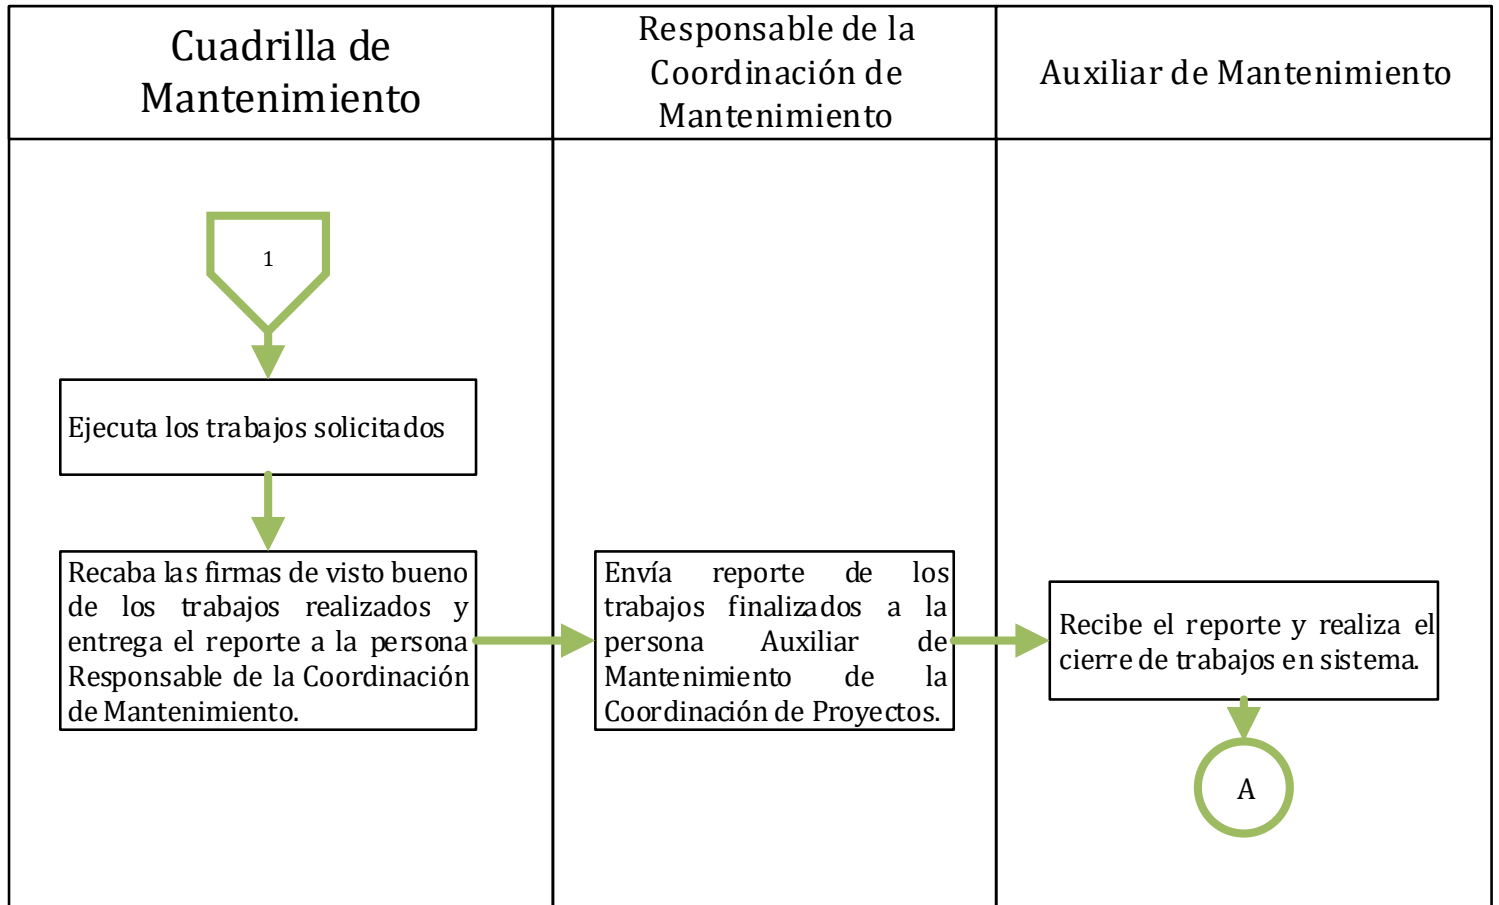 Cuadrilla de
Mantenimiento
Responsable de la
Coordinación de
Mantenimiento
Auxiliar de Mantenimiento
1
Ejecuta los trabajos solicitados
Recaba las firmas de visto bueno
de los trabajos realizados y
entrega el reporte a la persona
Responsable de la Coordinación
de Mantenimiento.
Envía reporte de los
trabajos finalizados a la
persona Auxiliar de
Mantenimiento de la
Coordinación de Proyectos.
Recibe el reporte y realiza el
cierre de trabajos en sistema.
A